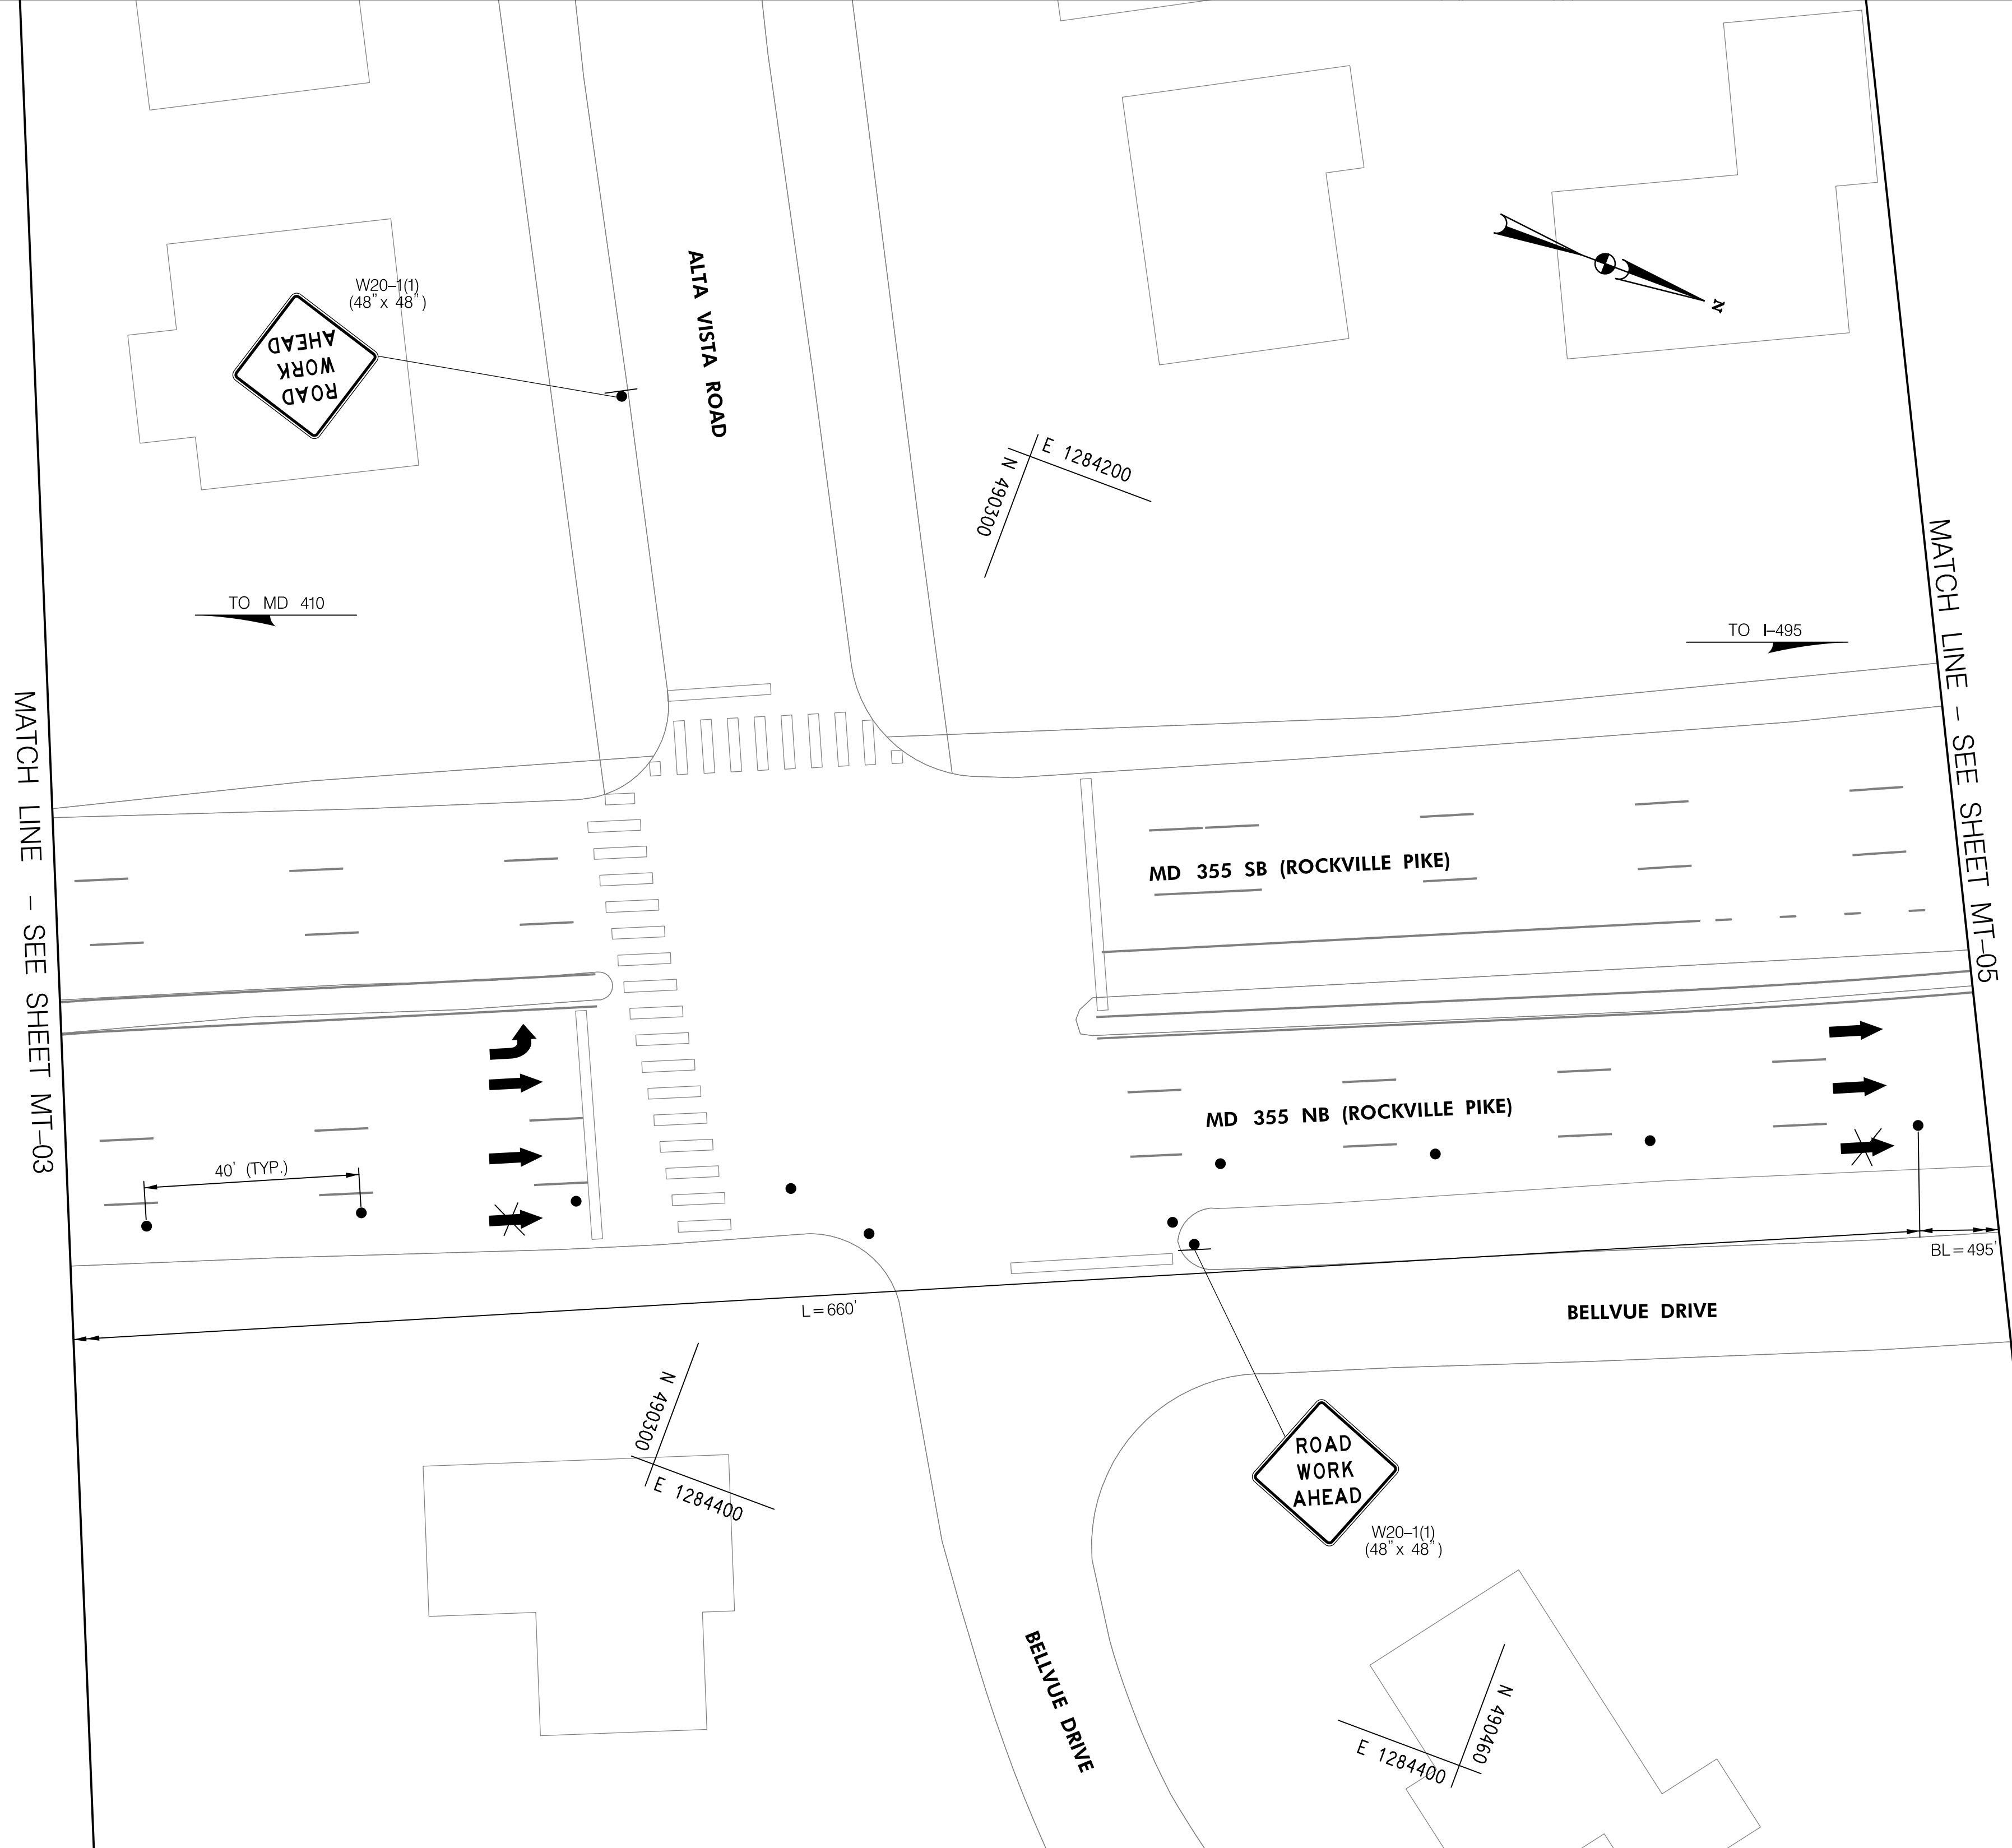 W20-1(1)
(48"x 48")
ROAD
WORK
AHEAD
ALTA VISTA ROAD
N
E 1284200
N 490300
TO MD 410
TO I-495
MATCH LINE - SEE SHEET MT-03
MATCH LINE - SEE SHEET MT-05
MD 355 SB (ROCKVILLE PIKE)
MD 355 NB (ROCKVILLE PIKE)
40' (TYP.)
BL=495'
L=660'
BELLVUE DRIVE
N 490300
E 1284400
ROAD
WORK
AHEAD
W20-1(1)
(48"x 48")
BELLVUE DRIVE
N 490460
E 1284400